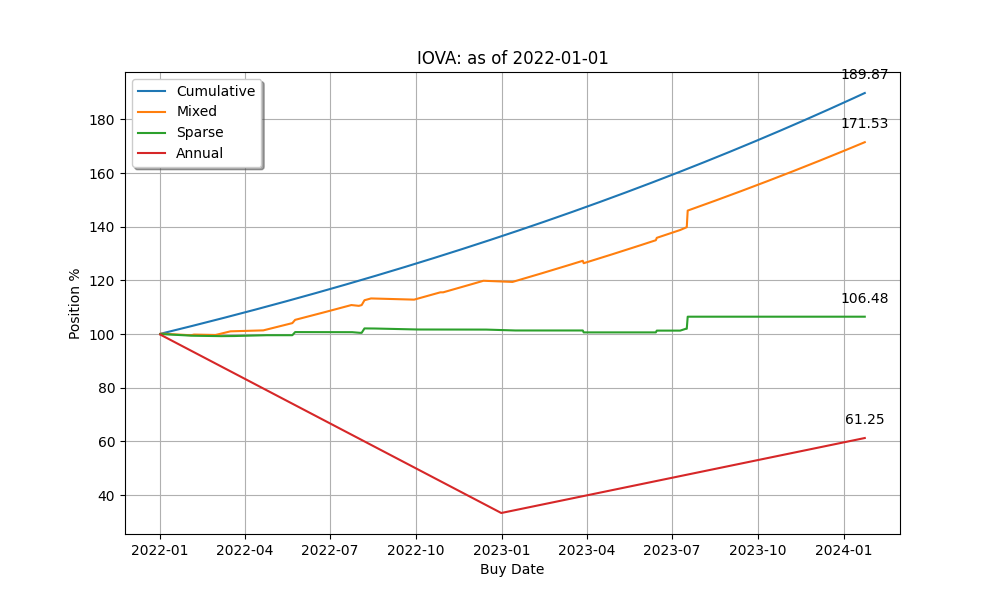 IOVA: as of 2022-01-01
Cumulative
Mixed
Sparse
Annual
189.87
171.53
106.48
61.25
Position %
180
160
140
120
100
80
60
40
2022-01 2022-04 2022-07 2022-10 2023-01 2023-04 2023-07 2023-10 2024-01
Buy Date